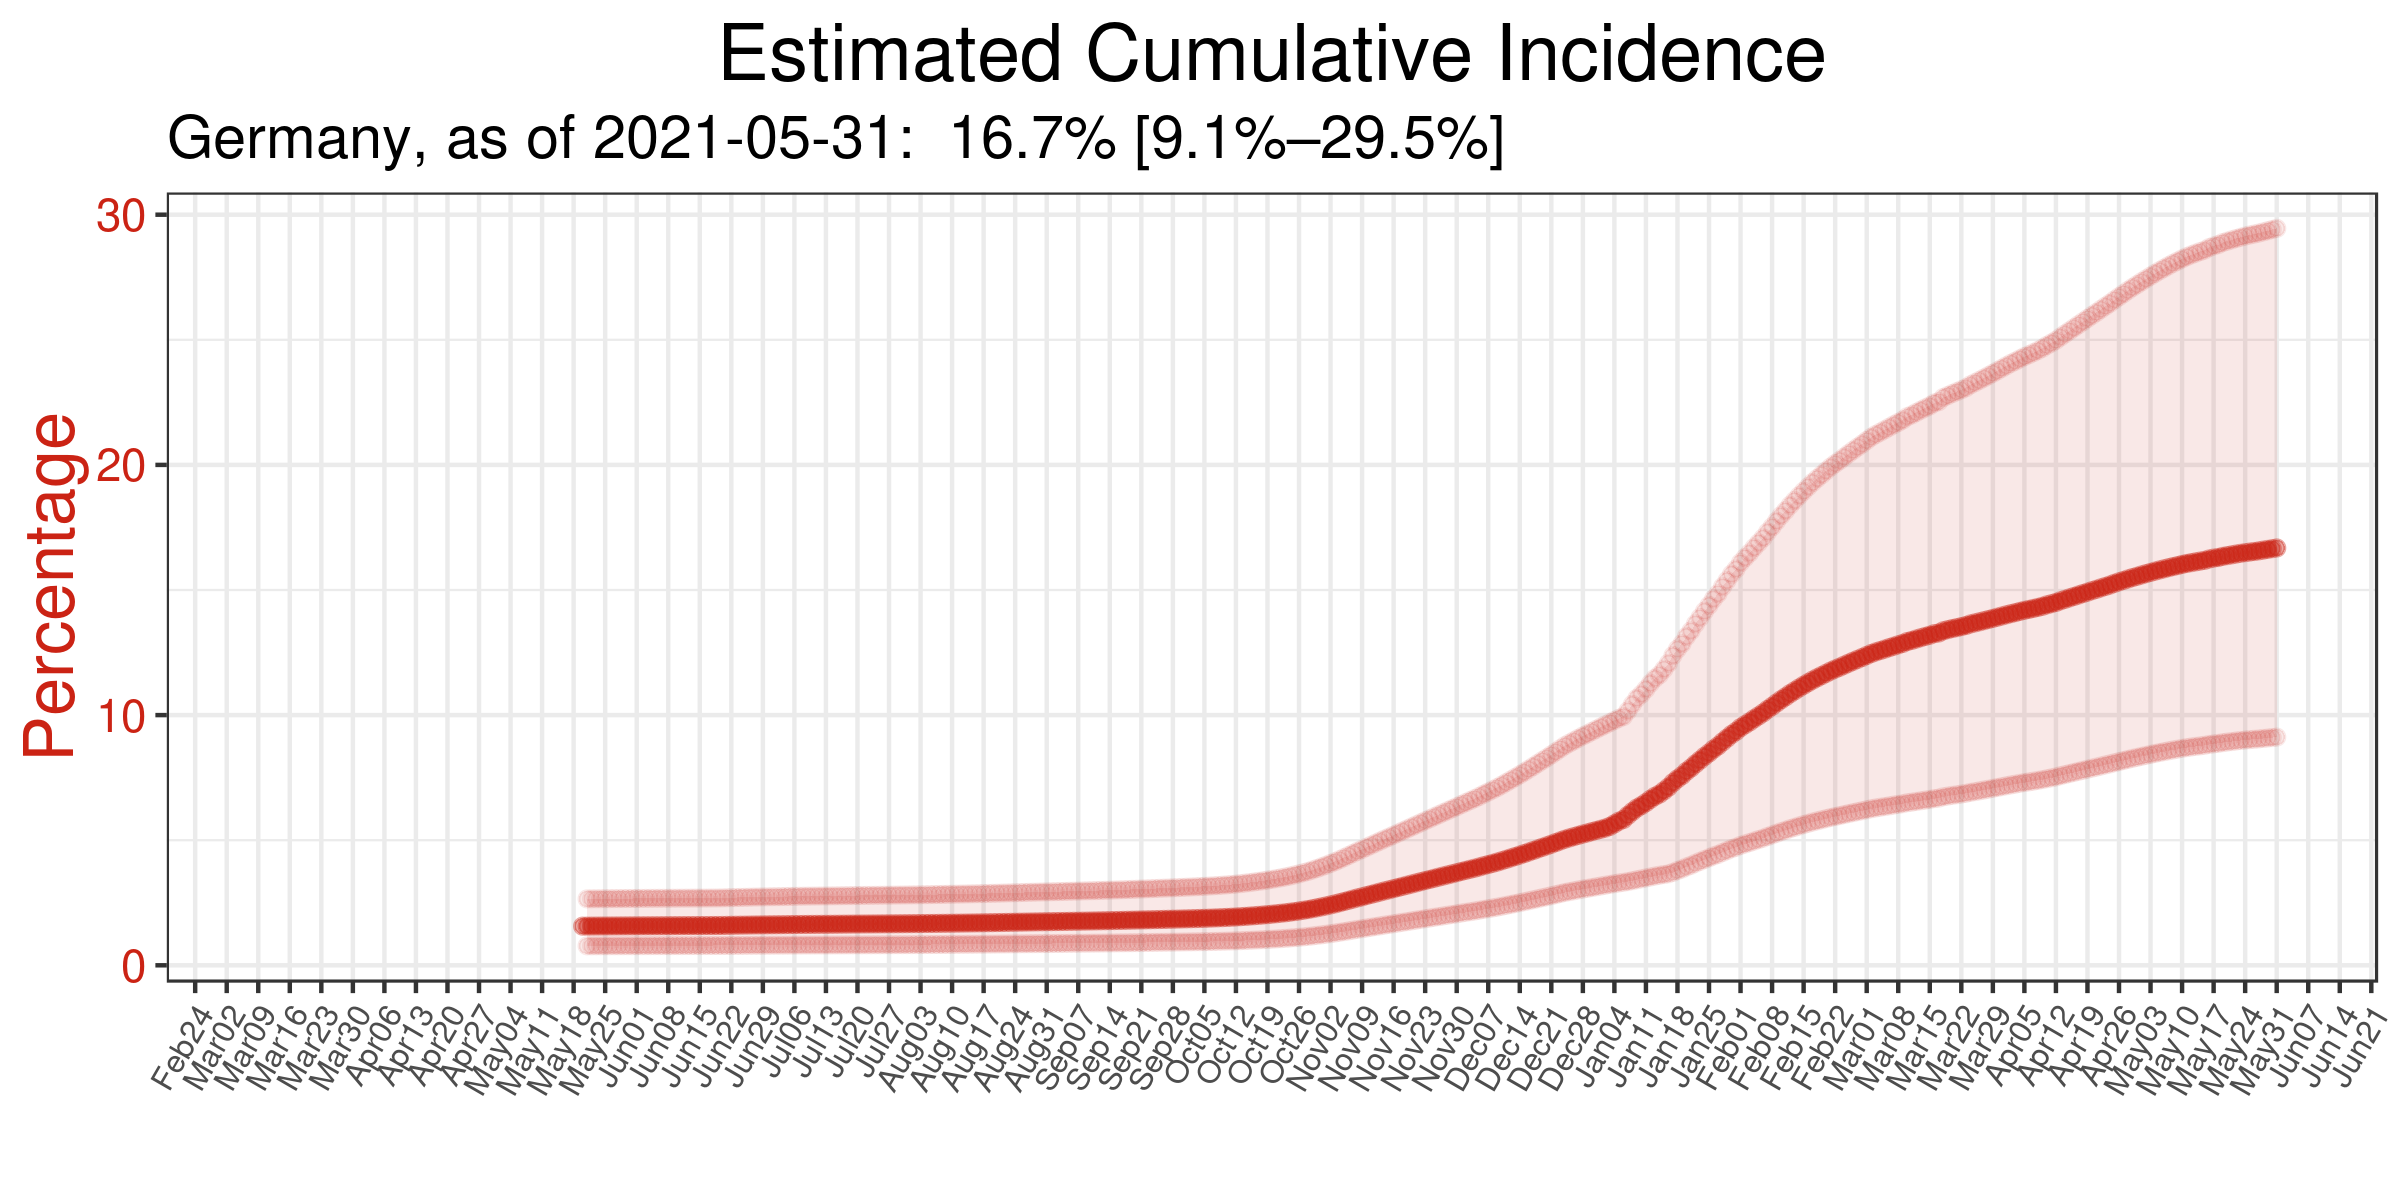 Estimated Cumulative Incidence
Germany, as of 2021-05-31:  16.7% [9.1%–29.5%]
Percentage
30
20
10
0
Feb24
Mar02
Mar09
Mar16
Mar23
Mar30
Apr06
Apr13
Apr20
Apr27
May04
May11
May18
May25
Jun01
Jun08
Jun15
Jun22
Jun29
Jul06
Jul13
Jul20
Jul27
Aug03
Aug10
Aug17
Aug24
Aug31
Sep07
Sep14
Sep21
Sep28
Oct05
Oct12
Oct19
Oct26
Nov02
Nov09
Nov16
Nov23
Nov30
Dec07
Dec14
Dec21
Dec28
Jan04
Jan11
Jan18
Jan25
Feb01
Feb08
Feb15
Feb22
Mar01
Mar08
Mar15
Mar22
Mar29
Apr05
Apr12
Apr19
Apr26
May03
May10
May17
May24
May31
Jun07
Jun14
Jun21